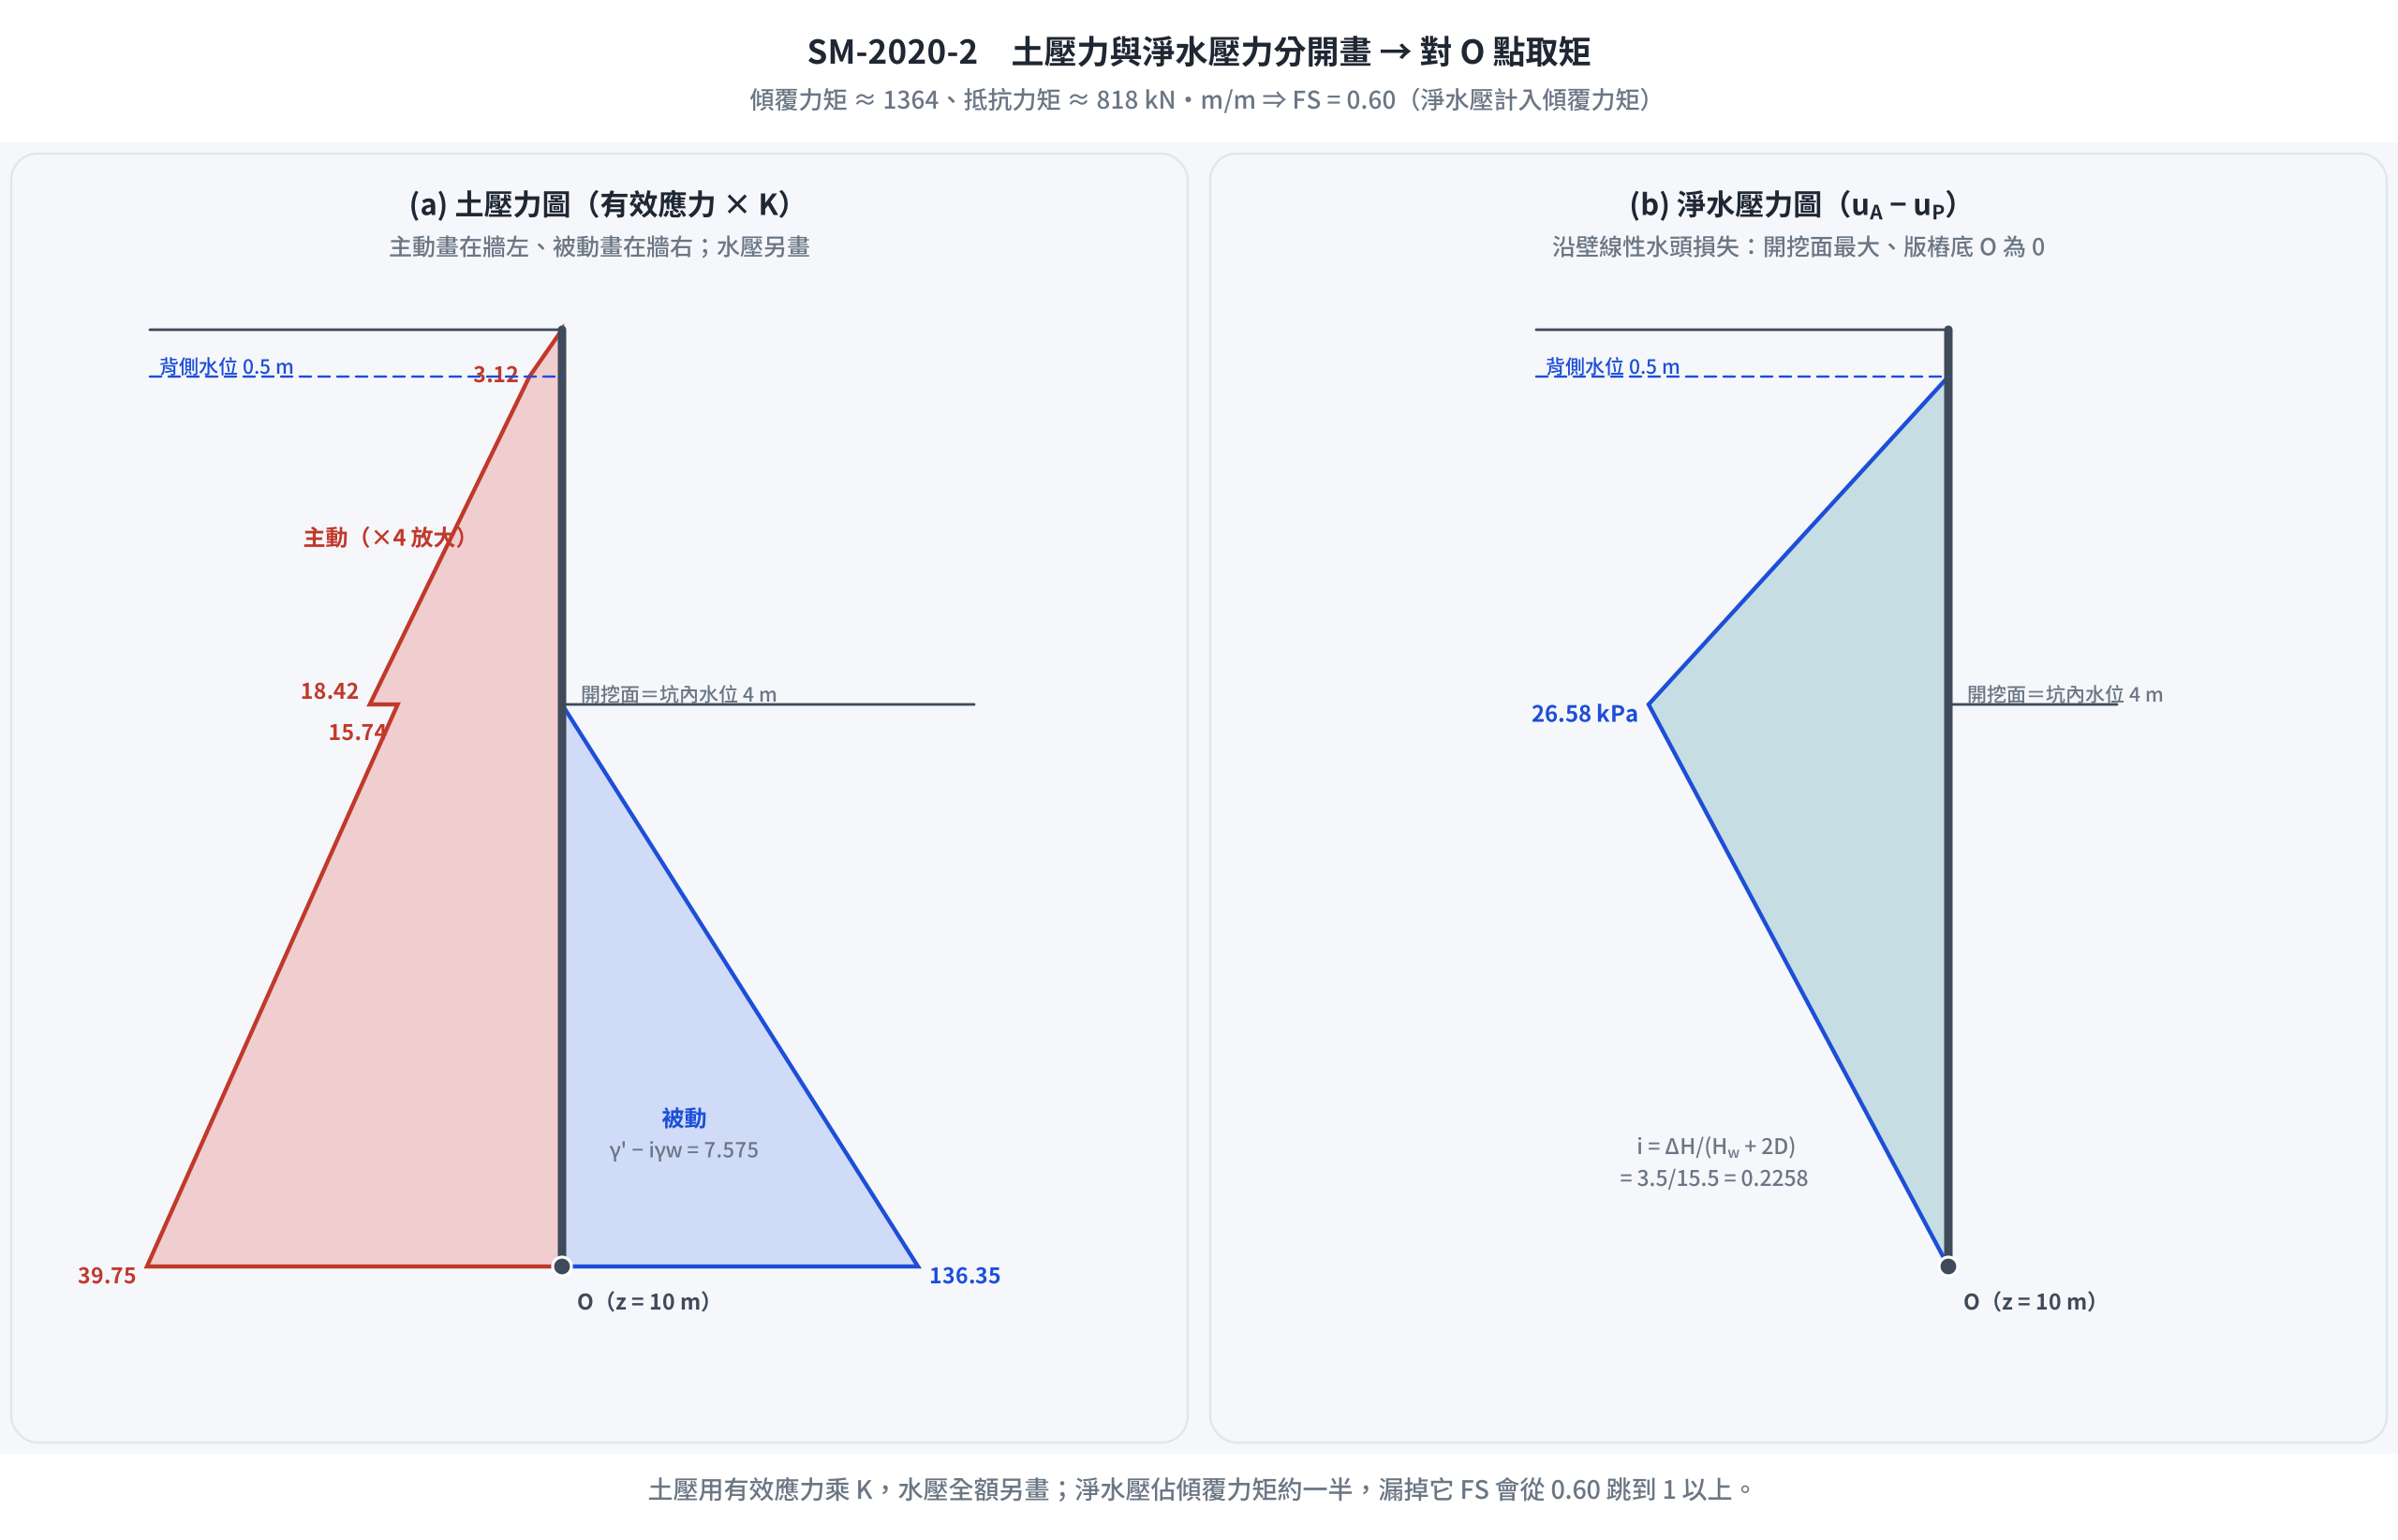 SM-2020-2　土壓力與淨水壓力分開畫 → 對 O 點取矩
傾覆力矩 ≈ 1364、抵抗力矩 ≈ 818 kN・m/m ⇒ FS = 0.60（淨水壓計入傾覆力矩）
(a) 土壓力圖（有效應力 × K）
主動畫在牆左、被動畫在牆右；水壓另畫
背側水位 0.5 m
3.12
主動（×4 放大）
18.42
15.74
開挖面＝坑內水位 4 m
被動
γ' − iγw = 7.575
39.75
136.35
O（z = 10 m）
(b) 淨水壓力圖（uA − uP）
沿壁線性水頭損失：開挖面最大、版樁底 O 為 0
背側水位 0.5 m
26.58 kPa
開挖面＝坑內水位 4 m
i = ΔH/(Hw + 2D)
= 3.5/15.5 = 0.2258
O（z = 10 m）
土壓用有效應力乘 K，水壓全額另畫；淨水壓佔傾覆力矩約一半，漏掉它 FS 會從 0.60 跳到 1 以上。